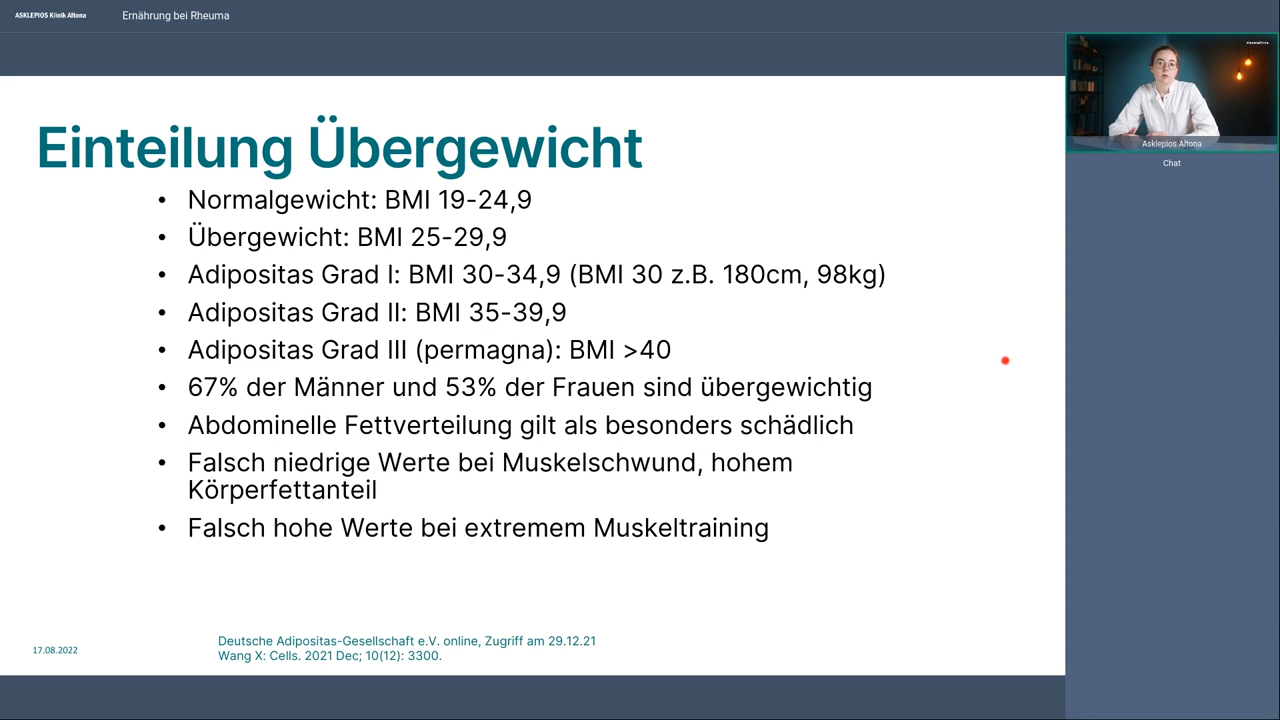 ASKLEPIOS Klinik Altona
Ernährung bei Rheuma
Einteilung Übergewicht
• Normalgewicht: BMI 19-24,9
• Übergewicht: BMI 25-29,9
• Adipositas Grad I: BMI 30-34,9 (BMI 30 z.B. 180cm, 98kg)
• Adipositas Grad II: BMI 35-39,9
• Adipositas Grad III (permagna): BMI >40
• 67% der Männer und 53% der Frauen sind übergewichtig
• Abdominelle Fettverteilung gilt als besonders schädlich
• Falsch niedrige Werte bei Muskelschwund, hohem
Körperfettanteil
• Falsch hohe Werte bei extremem Muskeltraining
17.08.2022
Deutsche Adipositas-Gesellschaft e.V. online, Zugriff am 29.12.21
Wang X: Cells. 2021 Dec; 10(12): 3300.
Asklepios Altona
Chat